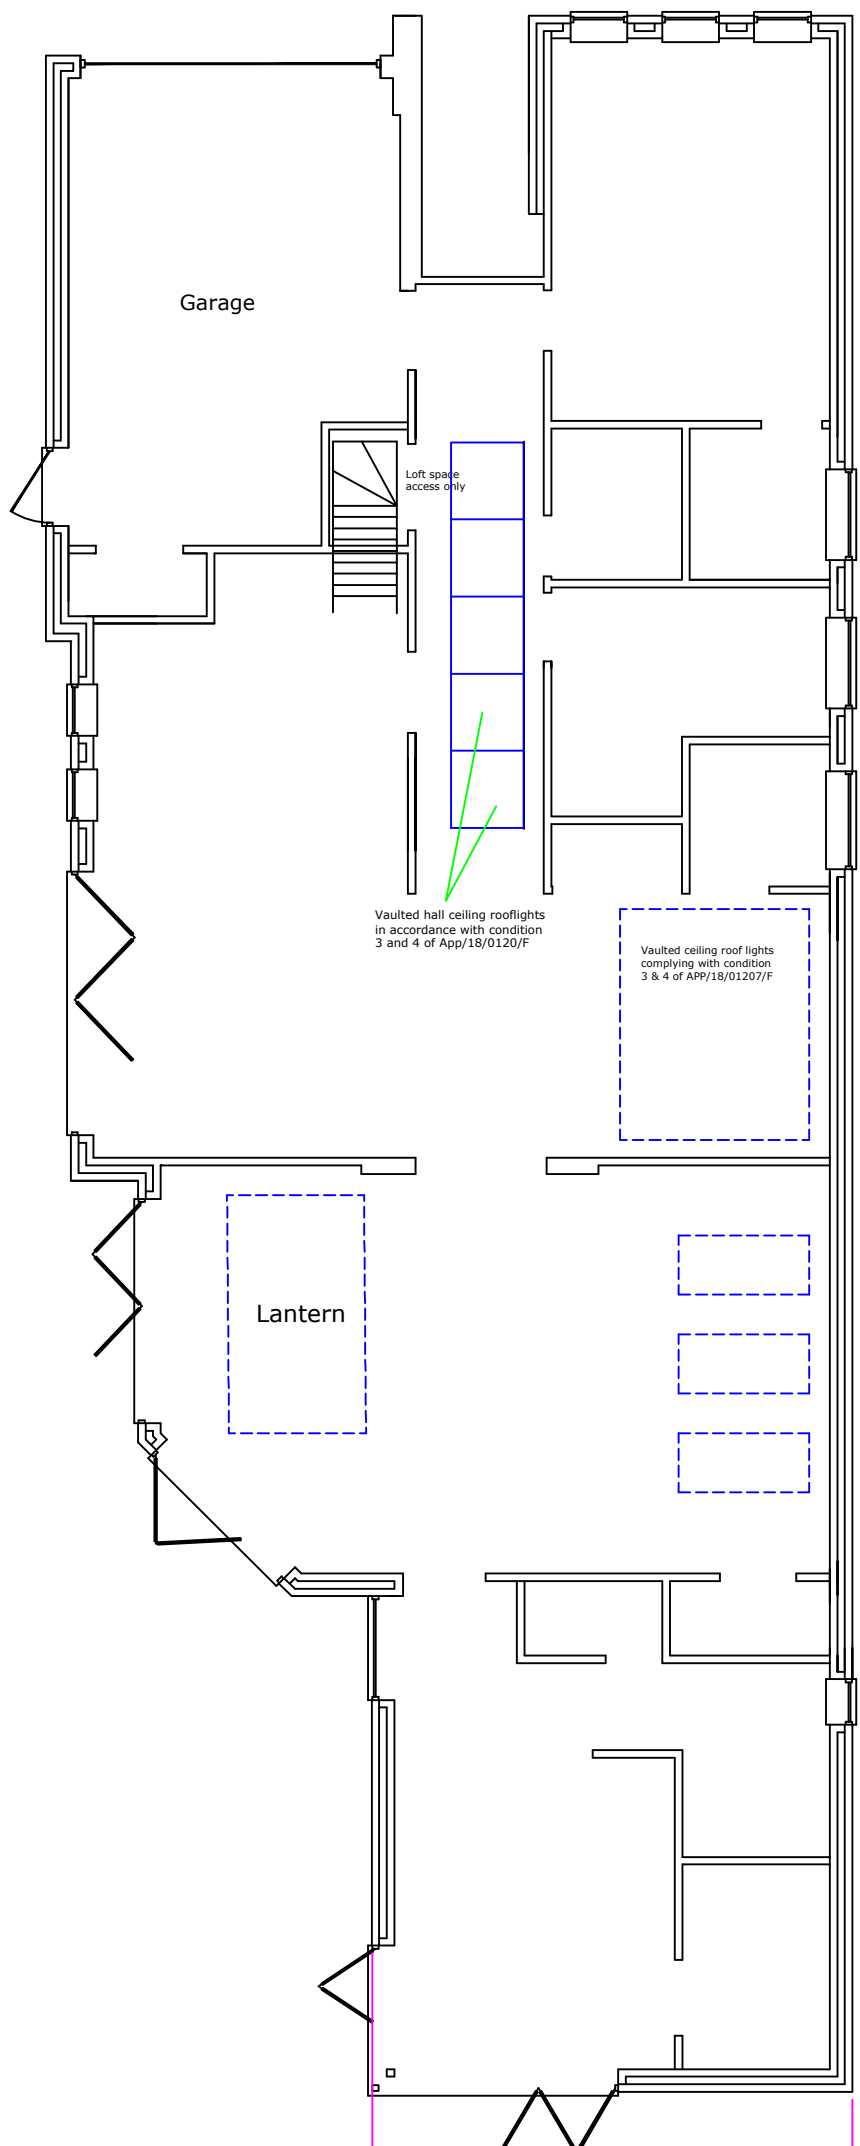 Garage
Loft space
access only
Vaulted hall ceiling rooflights
in accordance with condition
3 and 4 of App/18/0120/F
Vaulted ceiling roof lights
complying with condition
3 & 4 of APP/18/01207/F
Lantern